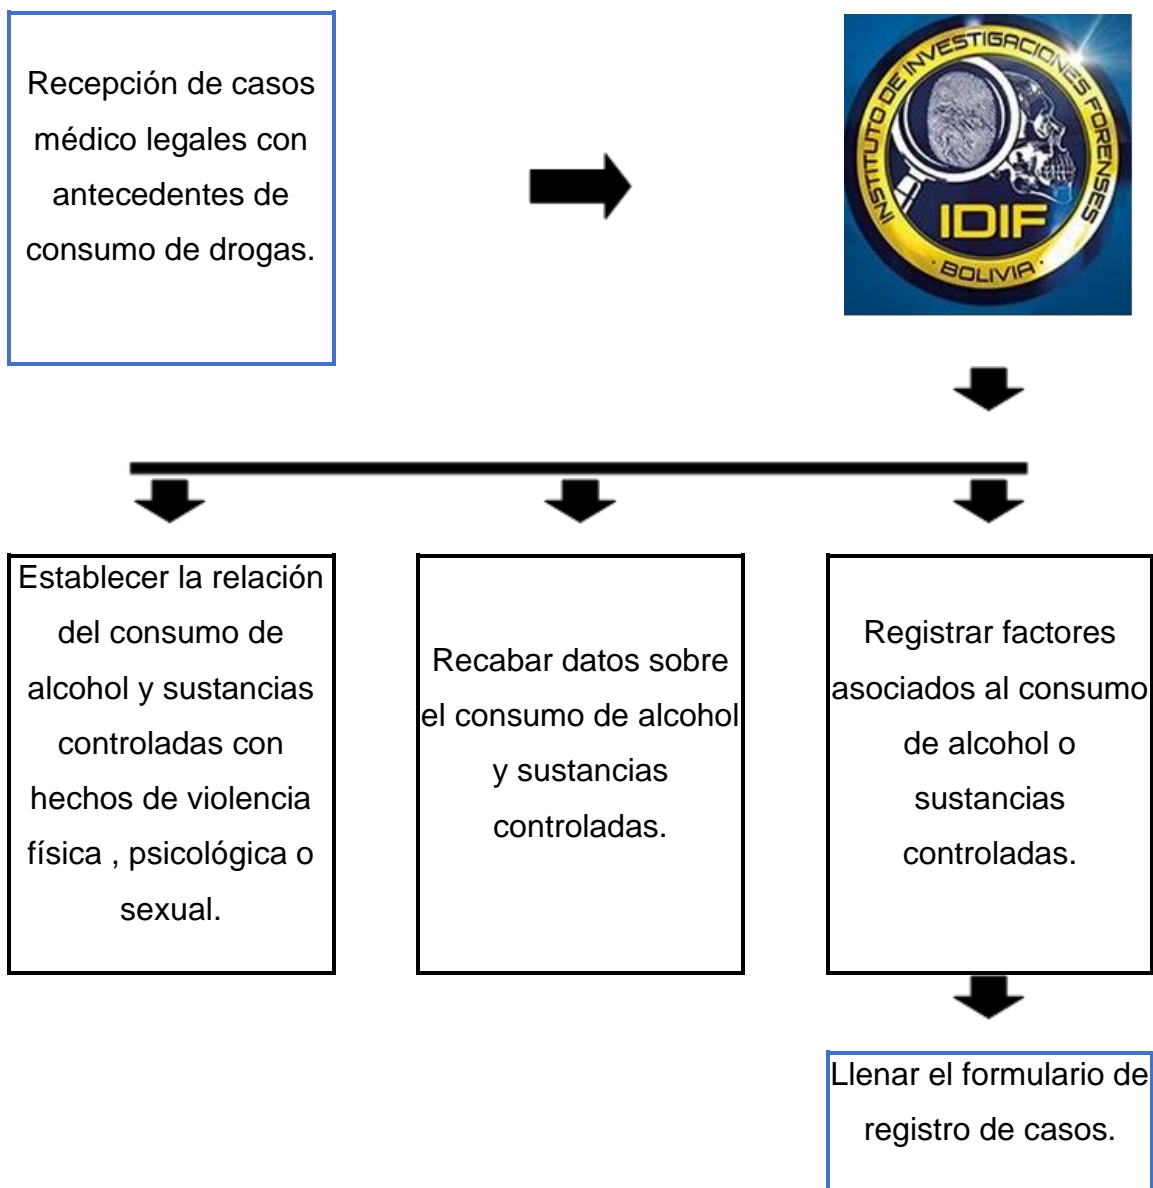 Recepción de casos
médico legales con
antecedentes de
consumo de drogas.
INSTITUTO DE INVESTIGACIONES FORENSES
IDIF
· BOLIVIA ·
Establecer la relación
del consumo de
alcohol y sustancias
controladas con
hechos de violencia
física , psicológica o
sexual.
Recabar datos sobre
el consumo de alcohol
y sustancias
controladas.
Registrar factores
asociados al consumo
de alcohol o
sustancias
controladas.
Llenar el formulario de
registro de casos.